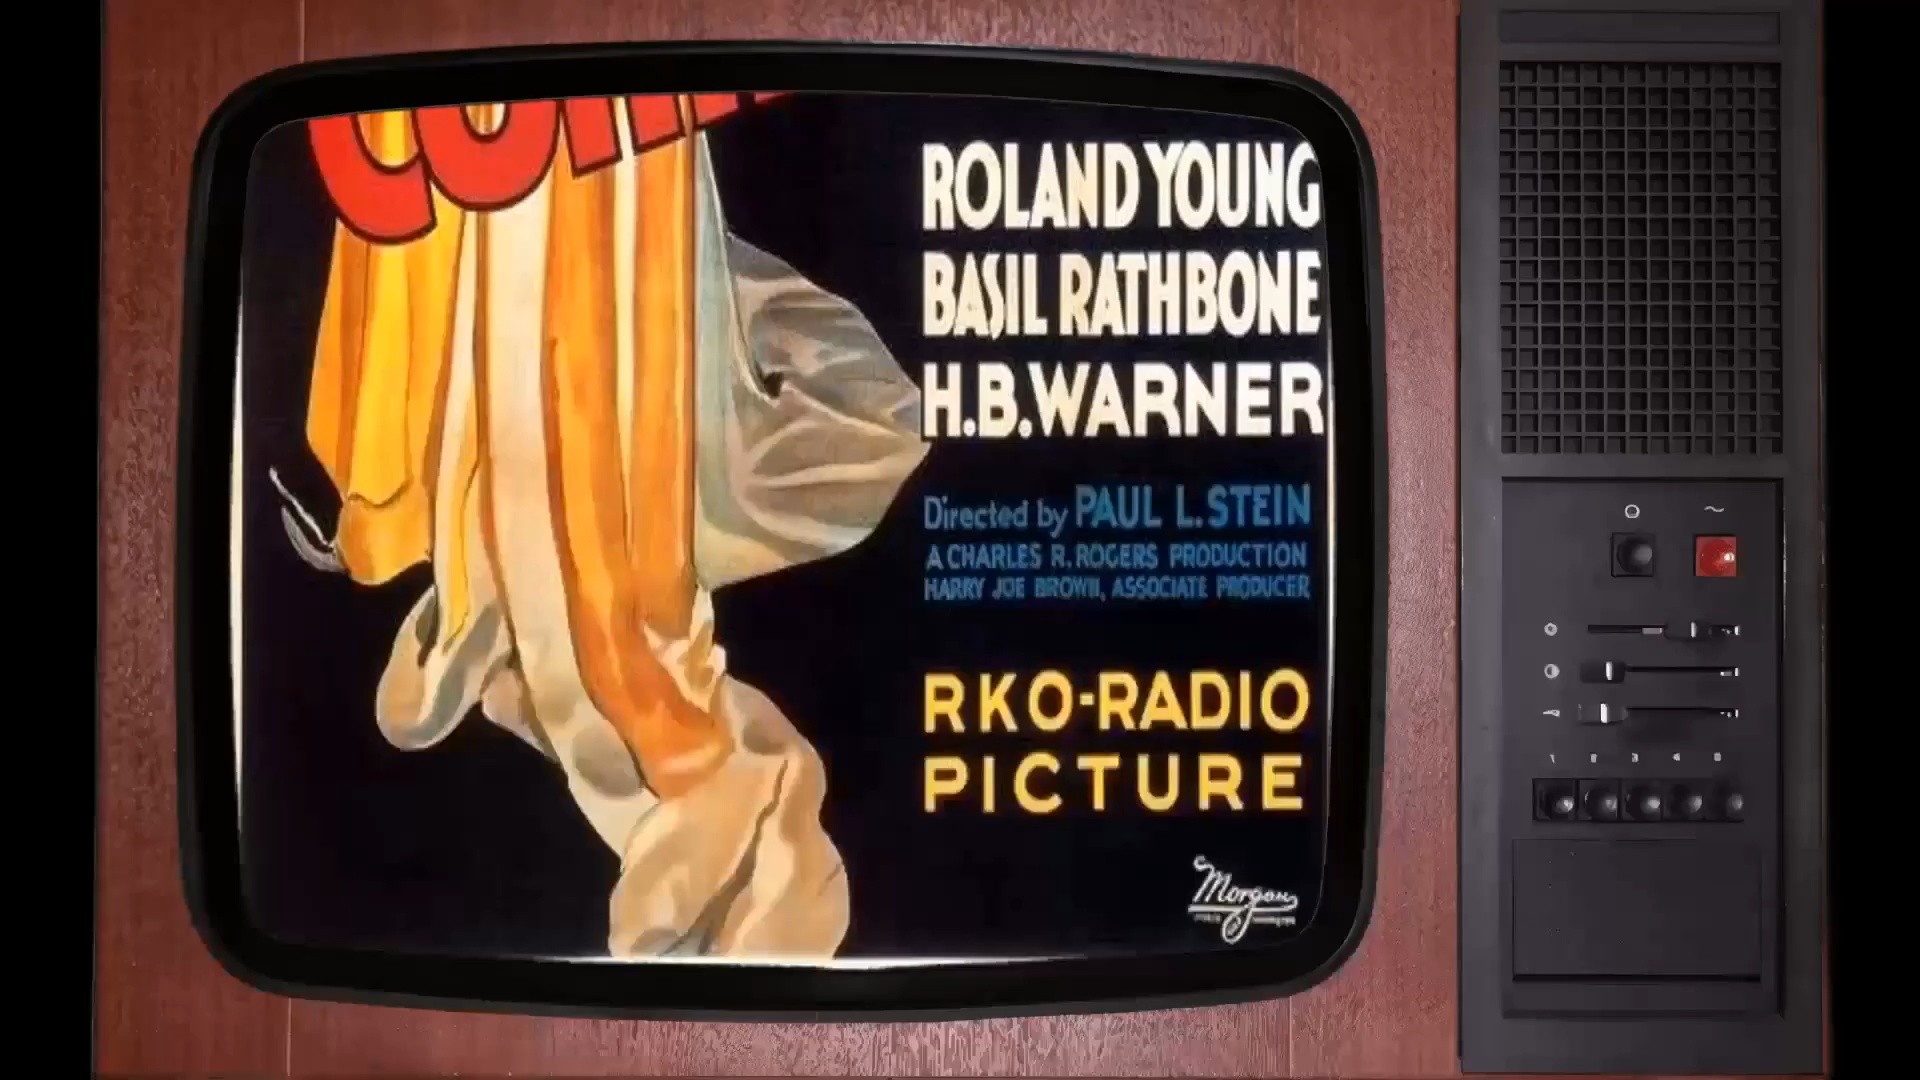 ROLAND YOUNG
BASIL RATHBONE
H.B. WARNER
Directed by PAUL L. STEIN
A CHARLES R. ROGERS PRODUCTION
HARRY JOE BROWN, ASSOCIATE PRODUCER
RKO-RADIO
PICTURE
Morgan